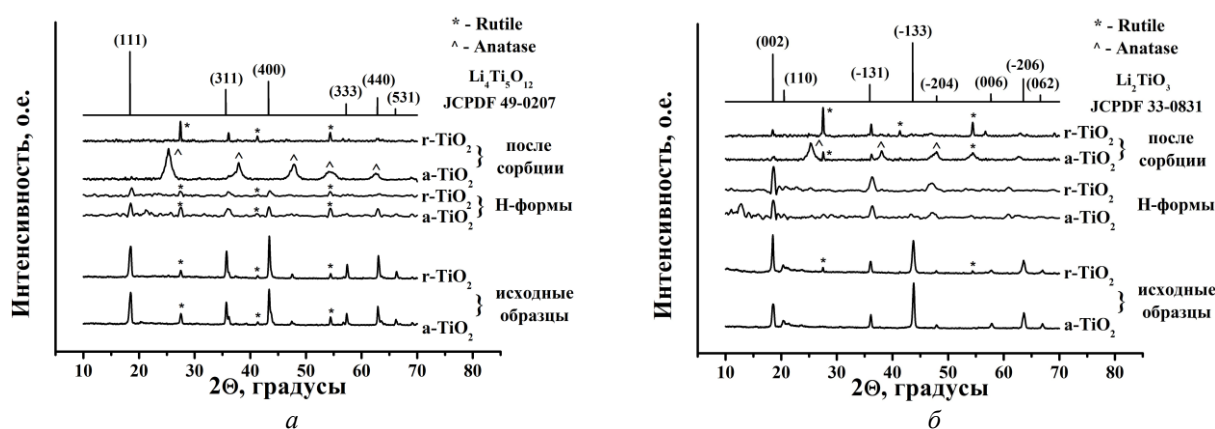 * - Rutile
^ - Anatase
Li₄Ti₅O₁₂
JCPDF 49-0207
(111)
(311)
(400)
(333)
(440)
(531)
Интенсивность, о.е.
*
*
*
r-TiO₂
^
^
^
^
^
a-TiO₂
} после
сорбции
*
*
*
r-TiO₂
*
*
*
a-TiO₂
} Н-формы
*
*
*
r-TiO₂
*
*
*
a-TiO₂
} исходные
образцы
10 20 30 40 50 60 70
2Θ, градусы
а
* - Rutile
^ - Anatase
Li₂TiO₃
JCPDF 33-0831
(002)
(110)
(-131)
(-133)
(-204)
(006)
(-206)
(062)
Интенсивность, о.е.
*
*
*
r-TiO₂
^
*
^
^
*
a-TiO₂
} после
сорбции
r-TiO₂
a-TiO₂
} Н-формы
*
*
r-TiO₂
a-TiO₂
} исходные
образцы
10 20 30 40 50 60 70
2Θ, градусы
б